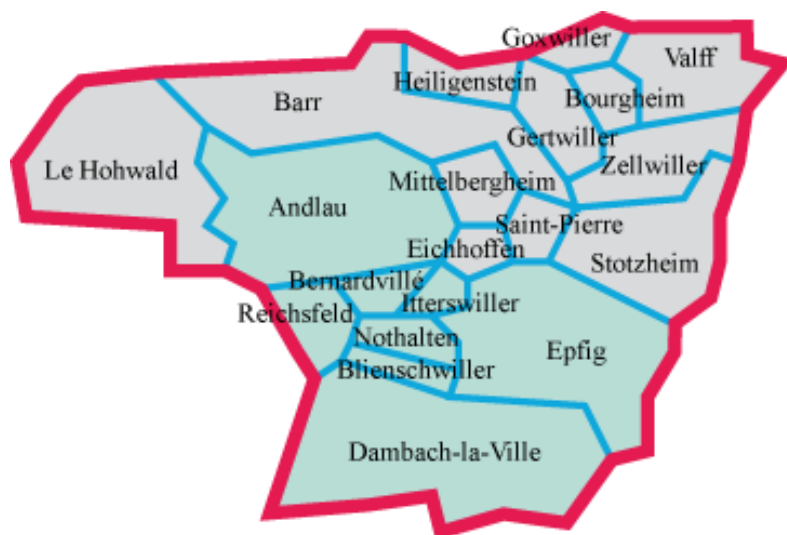 Goxwiller
Valff
Heiligenstein
Barr
Bourgheim
Gertwiller
Zellwiller
Le Hohwald
Mittelbergheim
Andlau
Saint-Pierre
Eichhoffen
Stotzheim
Bernardvillé
Itterswiller
Reichsfeld
Nothalten
Epfig
Blienschwiller
Dambach-la-Ville